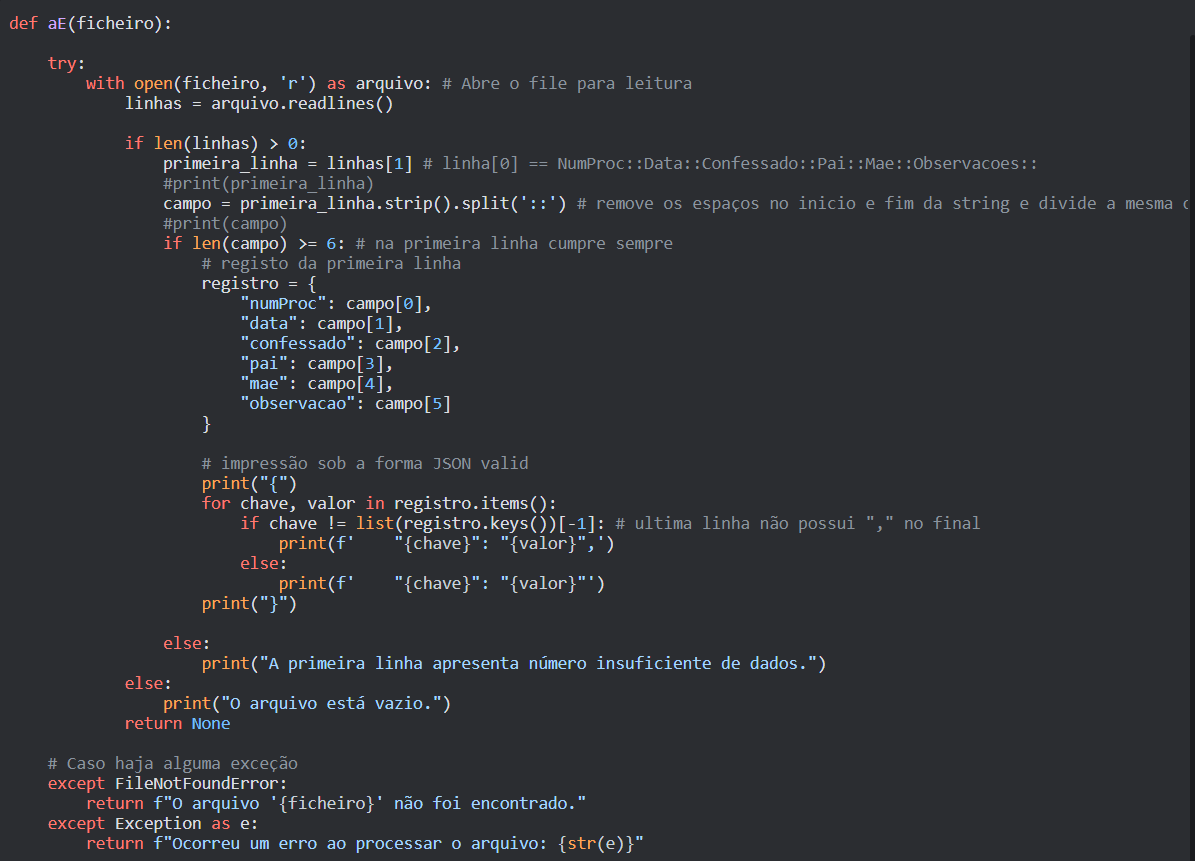 def aE(ficheiro):
try:
with open(ficheiro, 'r') as arquivo: # Abre o file para leitura
linhas = arquivo.readlines()
if len(linhas) > 0:
primeira_linha = linhas[1] # linha[0] == NumProc::Data::Confessado::Pai::Mae::Observacoes::
#print(primeira_linha)
campo = primeira_linha.strip().split('::') # remove os espaços no inicio e fim da string e divide a mesma
#print(campo)
if len(campo) >= 6: # na primeira linha cumpre sempre
# registo da primeira linha
registro = {
"numProc": campo[0],
"data": campo[1],
"confessado": campo[2],
"pai": campo[3],
"mae": campo[4],
"observacao": campo[5]
}
# impressão sob a forma JSON valid
print("{")
for chave, valor in registro.items():
if chave != list(registro.keys())[-1]: # ultima linha não possui "," no final
print(f'    "{chave}": "{valor}",')
else:
print(f'    "{chave}": "{valor}"')
print("}")
else:
print("A primeira linha apresenta número insuficiente de dados.")
else:
print("O arquivo está vazio.")
return None
# Caso haja alguma exceção
except FileNotFoundError:
return f"O arquivo '{ficheiro}' não foi encontrado."
except Exception as e:
return f"Ocorreu um erro ao processar o arquivo: {str(e)}"